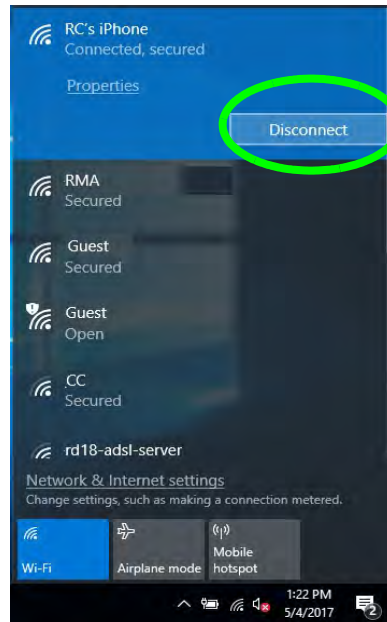 RC's iPhone
Connected, secured
Properties
Disconnect
RMA
Secured
Guest
Secured
Guest
Open
CC
Secured
rd18-adsl-server
Network & Internet settings
Change settings, such as making a connection metered.
Wi-Fi
Airplane mode
Mobile
hotspot
1:22 PM
5/4/2017
2